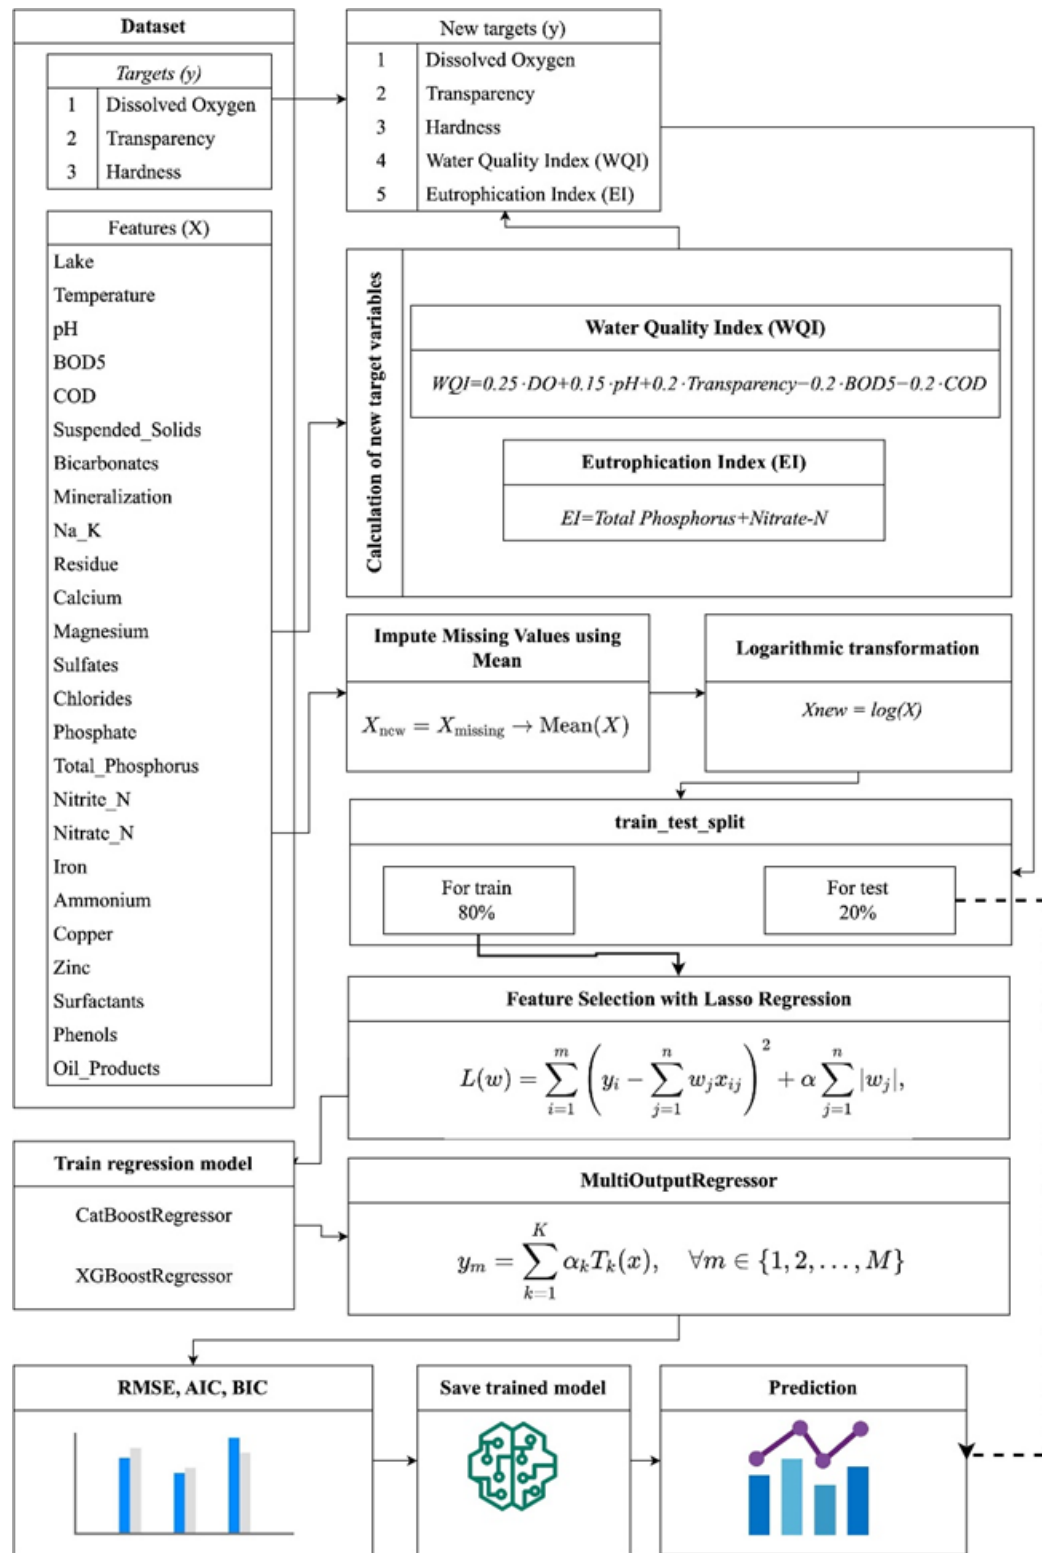 Dataset
Targets (y)
1 Dissolved Oxygen
2 Transparency
3 Hardness
Features (X)
Lake
Temperature
pH
BOD5
COD
Suspended_Solids
Bicarbonates
Mineralization
Na_K
Residue
Calcium
Magnesium
Sulfates
Chlorides
Phosphate
Total_Phosphorus
Nitrite_N
Nitrate_N
Iron
Ammonium
Copper
Zinc
Surfactants
Phenols
Oil_Products
New targets (y)
1 Dissolved Oxygen
2 Transparency
3 Hardness
4 Water Quality Index (WQI)
5 Eutrophication Index (EI)
Calculation of new target variables
Water Quality Index (WQI)
WQI=0.25·DO+0.15·pH+0.2·Transparency−0.2·BOD5−0.2·COD
Eutrophication Index (EI)
EI=Total Phosphorus+Nitrate-N
Impute Missing Values using
Mean
X_new = X_missing → Mean(X)
Logarithmic transformation
Xnew = log(X)
train_test_split
For train
80%
For test
20%
Feature Selection with Lasso Regression
L(w) = ∑_{i=1}^{m} (y_i − ∑_{j=1}^{n} w_j x_{ij})^2 + α ∑_{j=1}^{n} |w_j|,
Train regression model
CatBoostRegressor
XGBoostRegressor
MultiOutputRegressor
y_m = ∑_{k=1}^{K} α_k T_k(x), ∀m ∈ {1, 2, . . . , M}
RMSE, AIC, BIC
Save trained model
Prediction